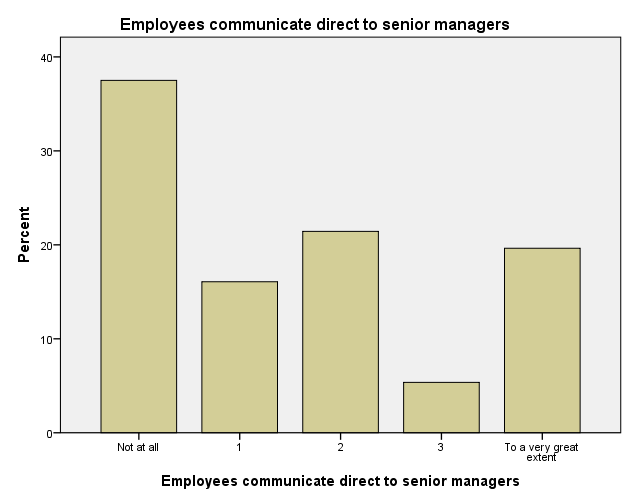 Employees communicate direct to senior managers
40
30
20
10
0
Percent
Not at all
1
2
3
To a very great
extent
Employees communicate direct to senior managers